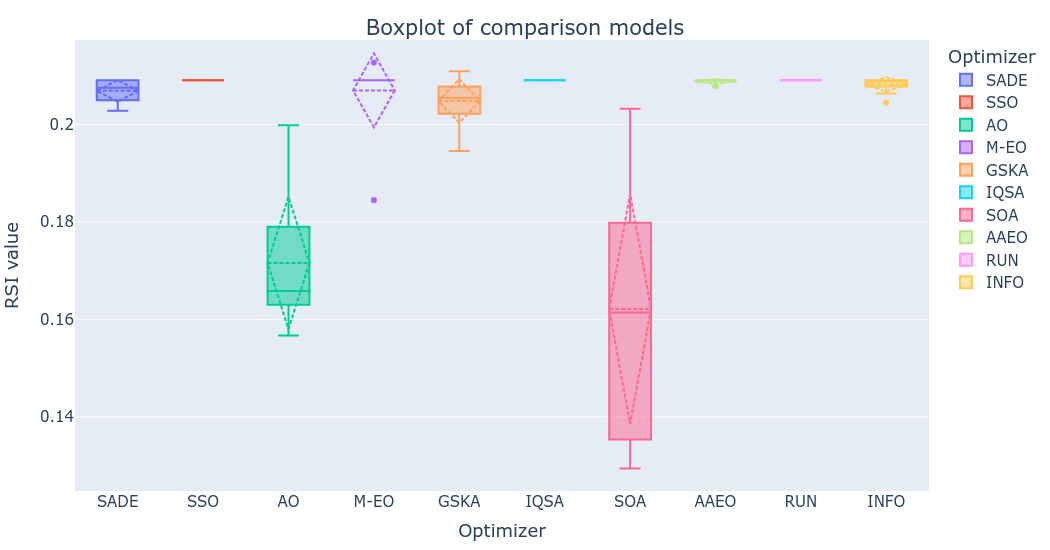 Boxplot of comparison models
RSI value
0.2
0.18
0.16
0.14
SADE
SSO
AO
M-EO
GSKA
IQSA
SOA
AAEO
RUN
INFO
Optimizer
Optimizer
SADE
SSO
AO
M-EO
GSKA
IQSA
SOA
AAEO
RUN
INFO